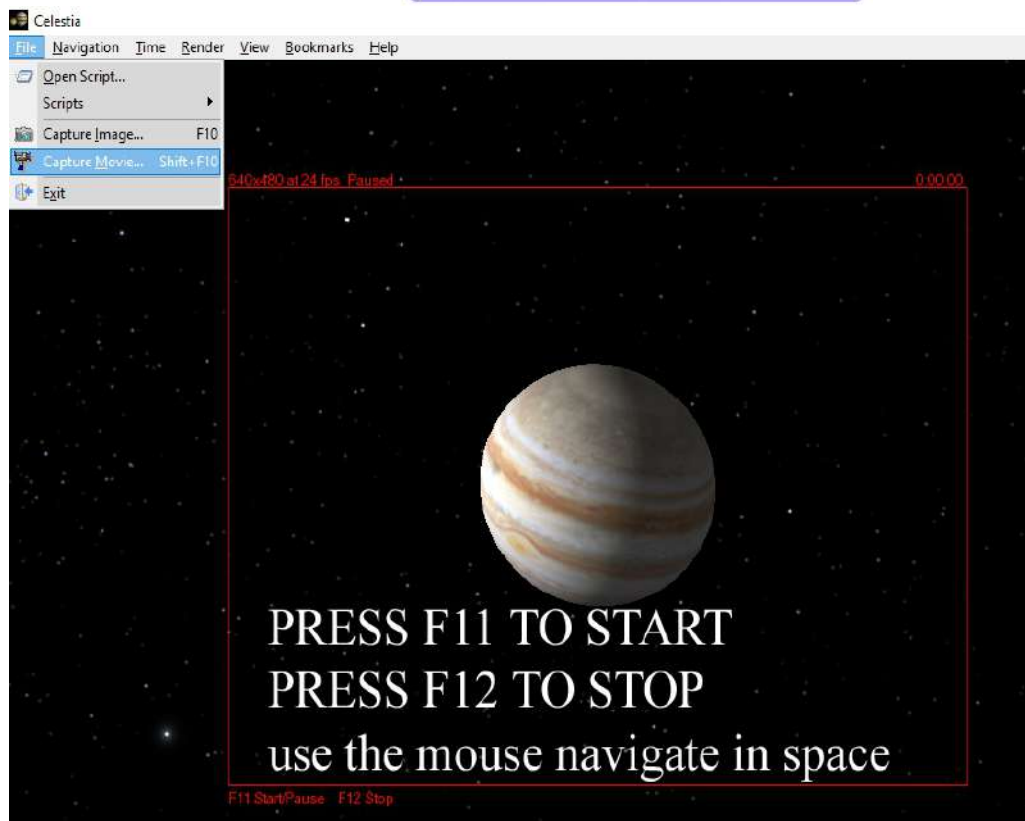 Celestia
File Navigation Time Render View Bookmarks Help
Open Script...
Scripts
Capture Image... F10
Capture Movie... Shift+F10
Exit
640x480 at 24 fps Paused 0:00.00
PRESS F11 TO START
PRESS F12 TO STOP
use the mouse navigate in space
F11 Start/Pause F12 Stop